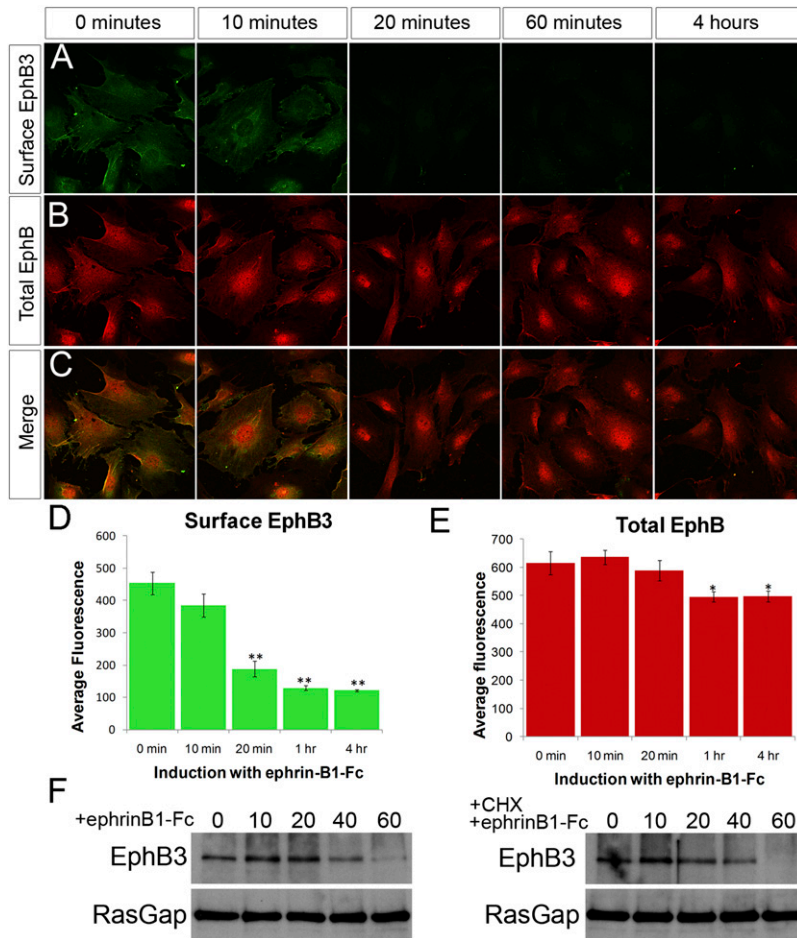 0 minutes 10 minutes 20 minutes 60 minutes 4 hours
A
Surface EphB3
B
Total EphB
C
Merge
D
Surface EphB3
Average Fluorescence
600
500
400
300
200
100
0
** ** **
0 min 10 min 20 min 1 hr 4 hr
Induction with ephrin-B1-Fc
E
Total EphB
Average fluorescence
700
600
500
400
300
200
100
0
* *
0 min 10 min 20 min 1 hr 4 hr
Induction with ephrin-B1-Fc
F
+ephrinB1-Fc 0 10 20 40 60
EphB3
RasGap
+CHX
+ephrinB1-Fc 0 10 20 40 60
EphB3
RasGap